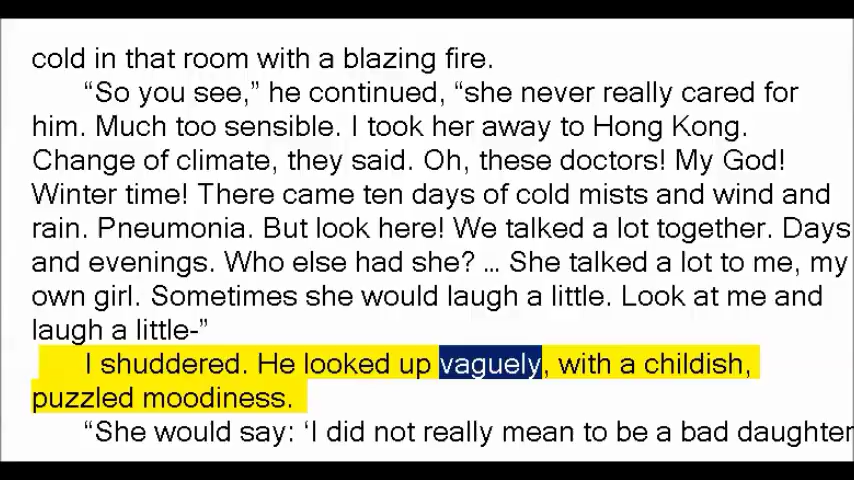 cold in that room with a blazing fire.
“So you see,” he continued, “she never really cared for
him. Much too sensible. I took her away to Hong Kong.
Change of climate, they said. Oh, these doctors! My God!
Winter time! There came ten days of cold mists and wind and
rain. Pneumonia. But look here! We talked a lot together. Days
and evenings. Who else had she? ... She talked a lot to me, my
own girl. Sometimes she would laugh a little. Look at me and
laugh a little-”
I shuddered. He looked up vaguely, with a childish,
puzzled moodiness.
“She would say: ‘I did not really mean to be a bad daughter